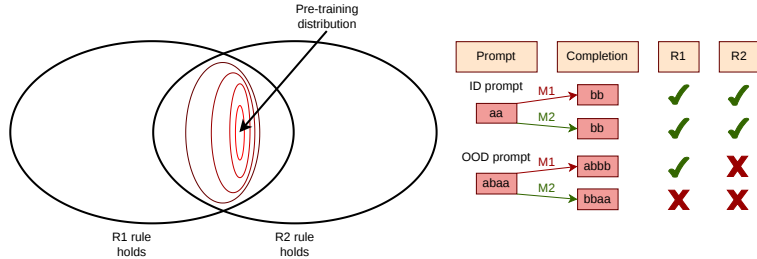 Pre-training
distribution
R1 rule
holds
R2 rule
holds
Prompt
Completion
R1
R2
ID prompt
aa
M1
bb
M2
bb
OOD prompt
abaa
M1
abbb
M2
bbaa